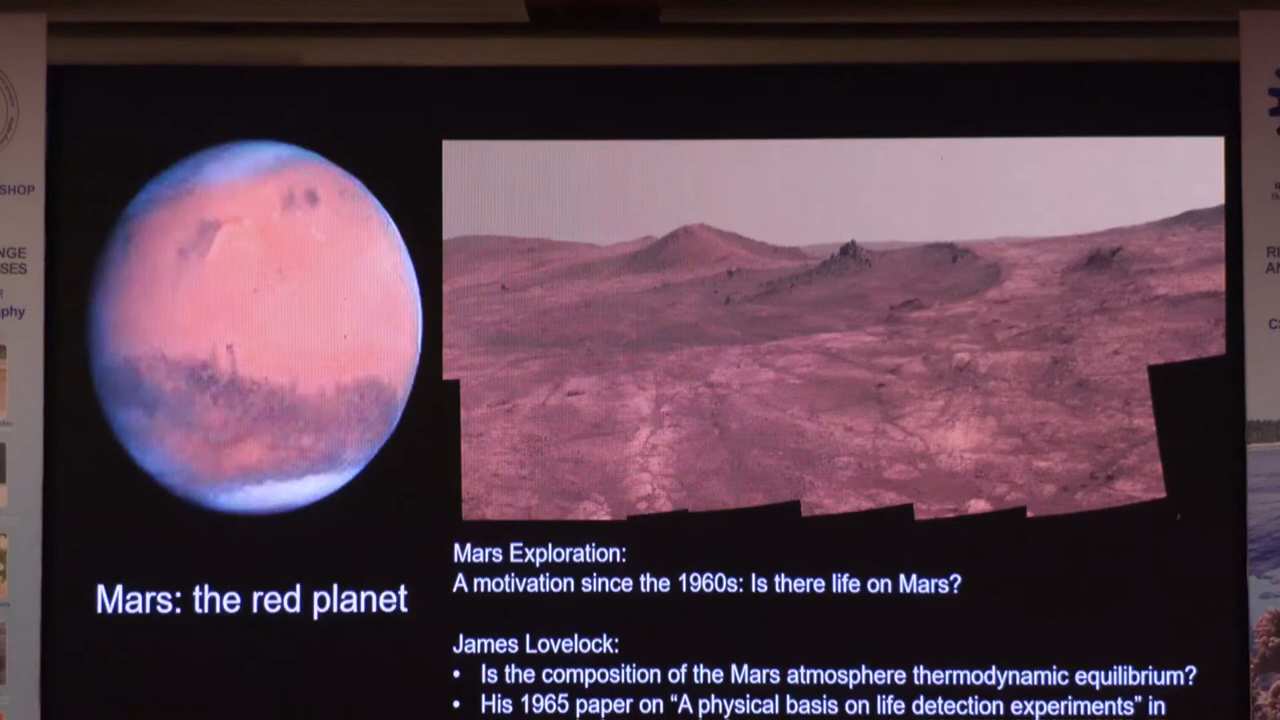 SHOP
NGE
SES
phy
Mars: the red planet
Mars Exploration:
A motivation since the 1960s: Is there life on Mars?
James Lovelock:
• Is the composition of the Mars atmosphere thermodynamic equilibrium?
• His 1965 paper on “A physical basis on life detection experiments” in